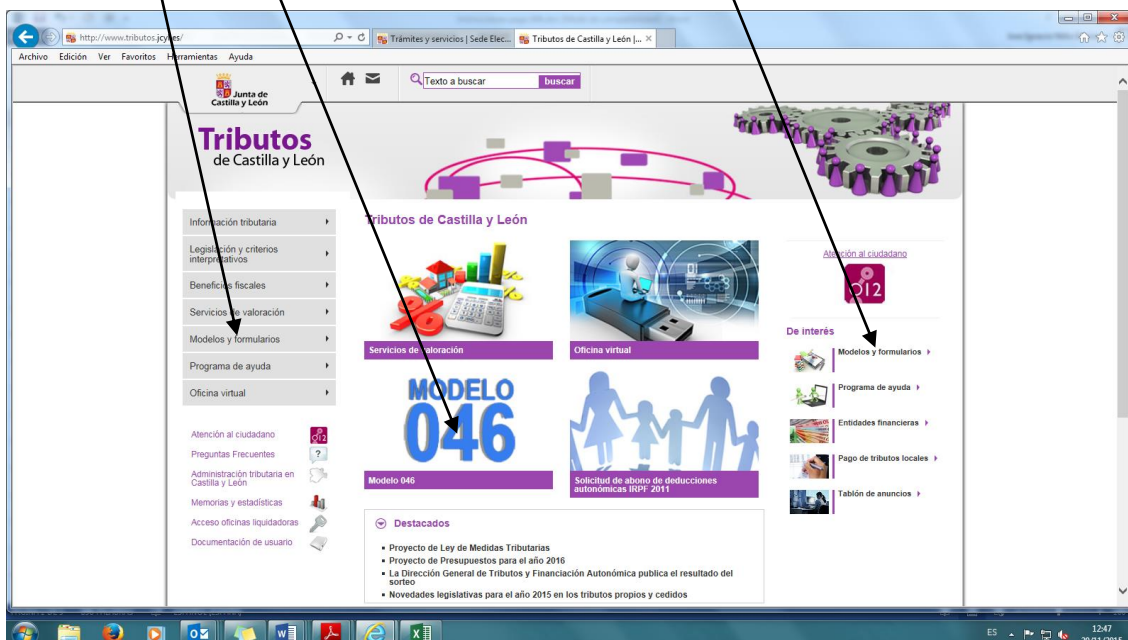 http://www.tributos.jcyl.es/
Trámites y servicios | Sede Elec...
Tributos de Castilla y León |...
Archivo Edición Ver Favoritos Herramientas Ayuda
Junta de
Castilla y León
Texto a buscar
buscar
Tributos
de Castilla y León
Información tributaria
Legislación y criterios
interpretativos
Beneficios fiscales
Servicios de valoración
Modelos y formularios
Programa de ayuda
Oficina virtual
Atención al ciudadano
012
Preguntas Frecuentes
Administración tributaria en
Castilla y León
Memorias y estadísticas
Acceso oficinas liquidadoras
Documentación de usuario
Tributos de Castilla y León
Servicios de valoración
Oficina virtual
MODELO
046
Modelo 046
Solicitud de abono de deducciones
autonómicas IRPF 2011
Destacados
Proyecto de Ley de Medidas Tributarias
Proyecto de Presupuestos para el año 2016
La Dirección General de Tributos y Financiación Autonómica publica el resultado del
sorteo
Novedades legislativas para el año 2015 en los tributos propios y cedidos
Atención al ciudadano
012
De interés
Modelos y formularios
Programa de ayuda
Entidades financieras
Pago de tributos locales
Tablón de anuncios
ES
12:47